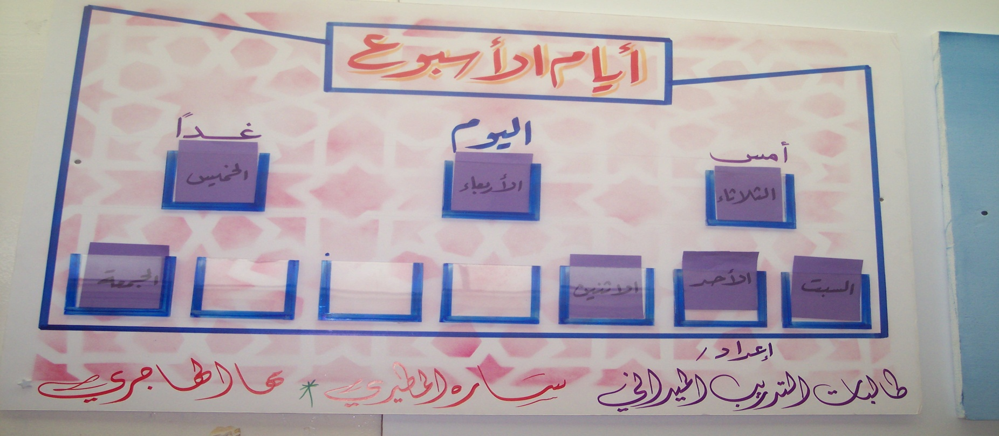 أيام الأسبوع
أمس اليوم غداً
الثلاثاء الأربعاء الخميس
السبت الأحد الاثنين الجمعة
إعداد /
طالبات التدريب الميداني ساره المطيري * مها الهاجري